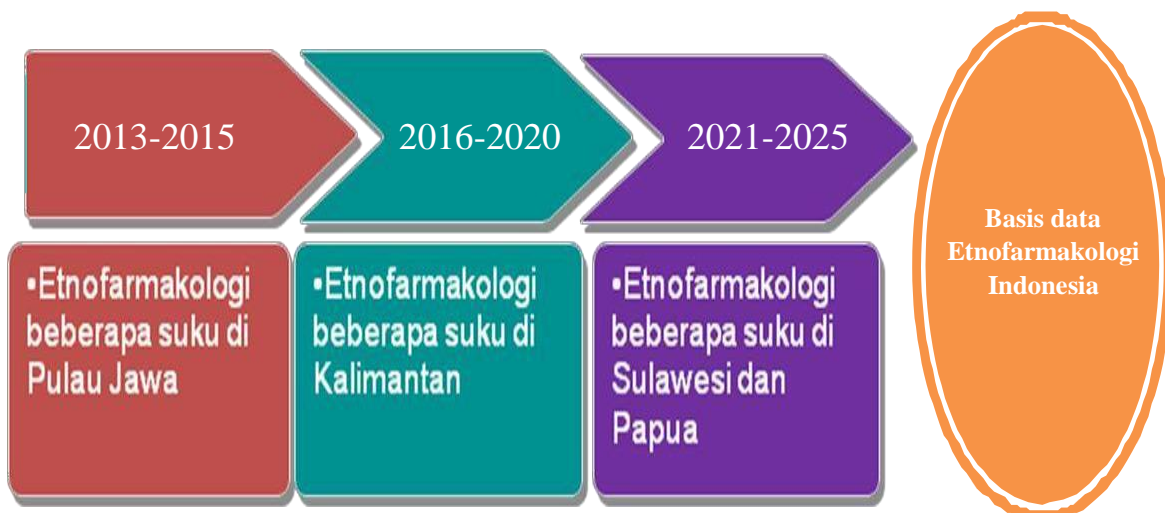 2013-2015
2016-2020
2021-2025
•Etnofarmakologi
beberapa suku di
Pulau Jawa
•Etnofarmakologi
beberapa suku di
Kalimantan
•Etnofarmakologi
beberapa suku di
Sulawesi dan
Papua
Basis data
Etnofarmakologi
Indonesia